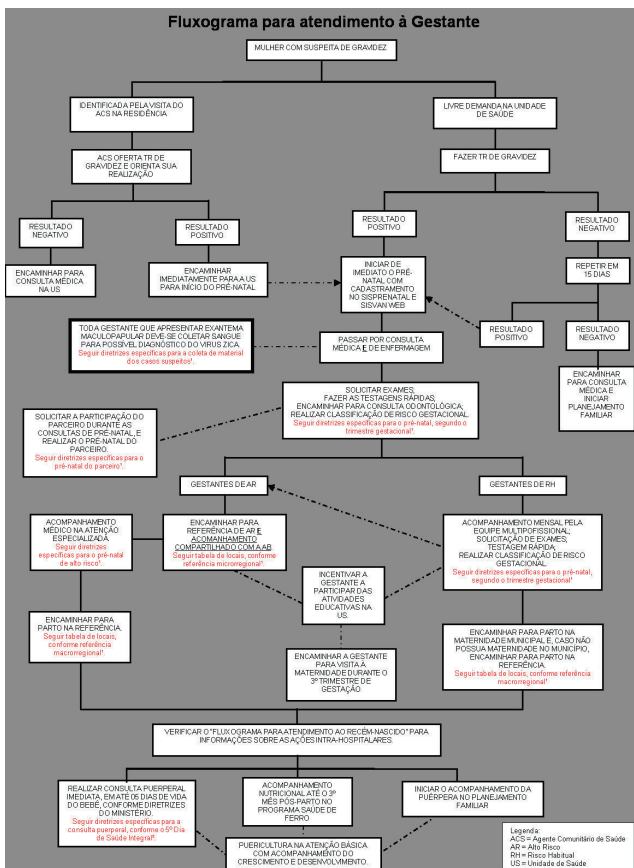 Fluxograma para atendimento à Gestante
MULHER COM SUSPEITA DE GRAVIDEZ
IDENTIFICADA PELA VISITA DO
ACS NA RESIDÊNCIA
LIVRE DEMANDA NA UNIDADE
DE SAÚDE
ACS OFERTA TR DE
GRAVIDEZ E ORIENTA SUA
REALIZAÇÃO
FAZER TR DE GRAVIDEZ
RESULTADO
NEGATIVO
RESULTADO
POSITIVO
RESULTADO
POSITIVO
RESULTADO
NEGATIVO
ENCAMINHAR PARA
CONSULTA MÉDICA
NA US
ENCAMINHAR
IMEDIATAMENTE PARA A US
PARA INÍCIO DO PRÉ-NATAL
INICIAR DE
IMEDIATO O PRÉ-
NATAL COM
CADASTRAMENTO
NO SISPRENATAL E
SISVAN WEB
REPETIR EM
15 DIAS
RESULTADO
POSITIVO
RESULTADO
NEGATIVO
TODA GESTANTE QUE APRESENTAR EXANTEMA
MACULOPAPULAR DEVE-SE COLETAR SANGUE
PARA POSSÍVEL DIAGNÓSTICO DO VIRUS ZICA.
Seguir diretrizes específicas para a coleta de material
dos casos suspeitos¹.
PASSAR POR CONSULTA
MÉDICA E DE ENFERMAGEM
ENCAMINHAR
PARA CONSULTA
MÉDICA E
INICIAR
PLANEJAMENTO
FAMILIAR
SOLICITAR EXAMES;
FAZER AS TESTAGENS RÁPIDAS;
ENCAMINHAR PARA CONSULTA ODONTOLÓGICA;
REALIZAR CLASSIFICAÇÃO DE RISCO GESTACIONAL.
Seguir diretrizes específicas para o pré-natal, segundo o
trimestre gestacional¹.
SOLICITAR A PARTICIPAÇÃO DO
PARCEIRO DURANTE AS
CONSULTAS DE PRÉ-NATAL, E
REALIZAR O PRÉ-NATAL DO
PARCEIRO.
Seguir diretrizes específicas para o
pré-natal do parceiro¹.
GESTANTES DE AR
GESTANTES DE RH
ACOMPANHAMENTO
MÉDICO NA ATENÇÃO
ESPECIALIZADA.
Seguir diretrizes
específicas para o pré-natal
de alto risco¹.
ENCAMINHAR PARA
REFERÊNCIA DE AR E
ACOMANHAMENTO
COMPARTILHADO COM A AB.
Seguir tabela de locais, conforme
referência microrregional¹.
ACOMPANHAMENTO MENSAL PELA
EQUIPE MULTIPOFISSIONAL;
SOLICITAÇÃO DE EXAMES;
TESTAGEM RÁPIDA;
REALIZAR CLASSIFICAÇÃO DE RISCO
GESTACIONAL.
Seguir diretrizes específicas para o pré-natal,
segundo o trimestre gestacional¹
INCENTIVAR A
GESTANTE A
PARTICIPAR DAS
ATIVIDADES
EDUCATIVAS NA
US.
ENCAMINHAR PARA
PARTO NA REFERÊNCIA.
Seguir tabela de locais,
conforme referência
macrorregional¹
ENCAMINHAR A GESTANTE
PARA VISITA À
MATERNIDADE DURANTE O
3º TRIMESTRE DE
GESTAÇÃO
ENCAMINHAR PARA PARTO NA
MATERNIDADE MUNICIPAL E, CASO NÃO
POSSUA MATERNIDADE NO MUNICÍPIO,
ENCAMINHAR PARA PARTO NA
REFERÊNCIA.
Seguir tabela de locais, conforme referência
macrorregional¹
VERIFICAR O "FLUXOGRAMA PARA ATENDIMENTO AO RECÉM-NASCIDO" PARA
INFORMAÇÕES SOBRE AS AÇÕES INTRA-HOSPITALARES.
REALIZAR CONSULTA PUERPERAL
IMEDIATA, EM ATÉ 05 DIAS DE VIDA
DO BEBÊ, CONFORME DIRETRIZES
DO MINISTÉRIO.
Seguir diretrizes específicas para a
consulta puerperal, conforme o 5º Dia
de Saúde Integral².
ACOMPANHAMENTO
NUTRICIONAL ATÉ O 3º
MÊS PÓS-PARTO NO
PROGRAMA SAÚDE DE
FERRO
INICIAR O ACOMPANHAMENTO DA
PUÉRPERA NO PLANEJAMENTO
FAMILIAR
PUERICULTURA NA ATENÇÃO BÁSICA
COM ACOMPANHAMENTO DO
CRESCIMENTO E DESENVOLVIMENTO.
Legenda:
ACS = Agente Comunitário de Saúde
AR = Alto Risco
RH = Risco Habitual
US = Unidade de Saúde